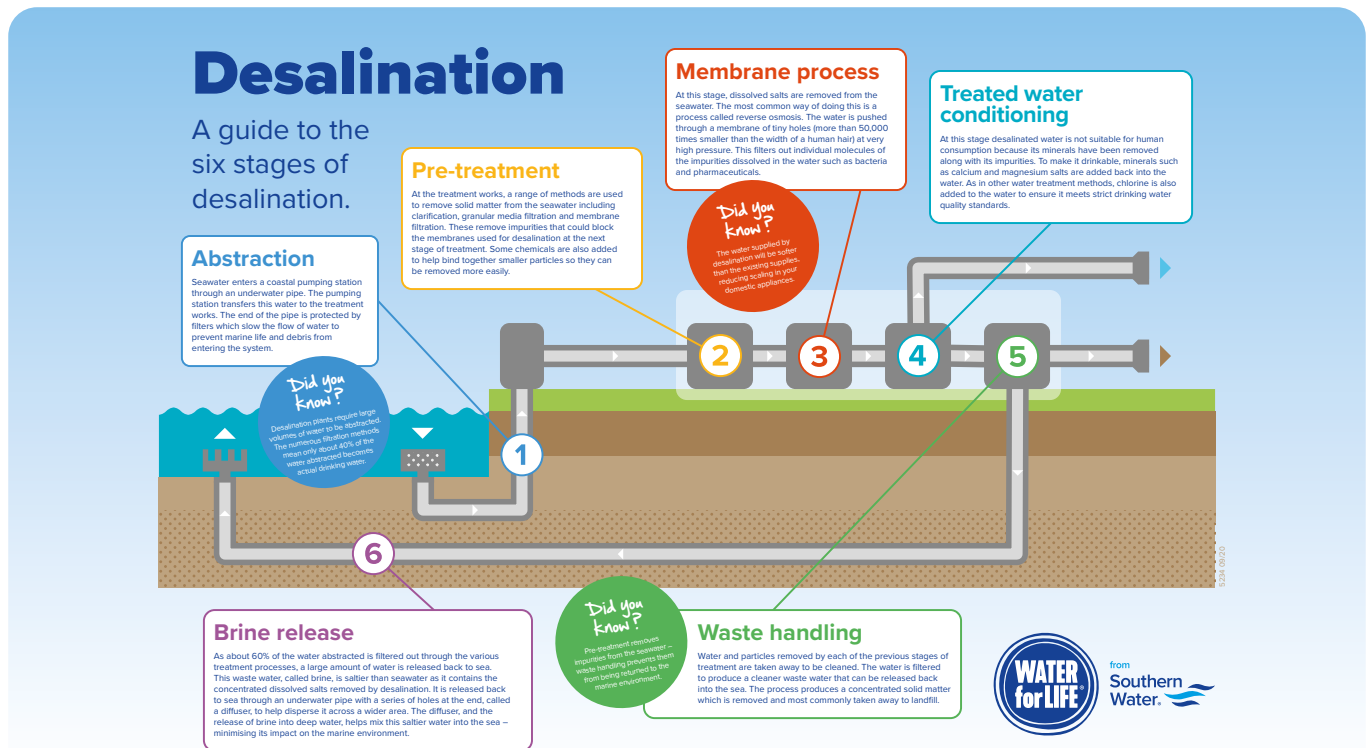 Desalination
A guide to the
six stages of
desalination.
Abstraction
Seawater enters a coastal pumping station
through an underwater pipe. The pumping
station transfers this water to the treatment
works. The end of the pipe is protected by
filters which slow the flow of water to
prevent marine life and debris from
entering the system.
Did you
know?
Desalination plants require large
volumes of water to be abstracted.
The numerous filtration methods
mean only about 40% of the
water abstracted becomes
actual drinking water.
Pre-treatment
At the treatment works, a range of methods are used
to remove solid matter from the seawater including
clarification, granular media filtration and membrane
filtration. These remove impurities that could block
the membranes used for desalination at the next
stage of treatment. Some chemicals are also added
to help bind together smaller particles so they can
be removed more easily.
Membrane process
At this stage, dissolved salts are removed from the
seawater. The most common way of doing this is a
process called reverse osmosis. The water is pushed
through a membrane of tiny holes (more than 50,000
times smaller than the width of a human hair) at very
high pressure. This filters out individual molecules of
the impurities dissolved in the water such as bacteria
and pharmaceuticals.
Did you
know?
The water supplied by
desalination will be softer
than the existing supplies,
reducing scaling in your
domestic appliances.
Treated water
conditioning
At this stage desalinated water is not suitable for human
consumption because its minerals have been removed
along with its impurities. To make it drinkable, minerals such
as calcium and magnesium salts are added back into the
water. As in other water treatment methods, chlorine is also
added to the water to ensure it meets strict drinking water
quality standards.
2
3
4
5
1
6
Brine release
As about 60% of the water abstracted is filtered out through the various
treatment processes, a large amount of water is released back to sea.
This waste water, called brine, is saltier than seawater as it contains the
concentrated dissolved salts removed by desalination. It is released back
to sea through an underwater pipe with a series of holes at the end, called
a diffuser, to help disperse it across a wider area. The diffuser, and the
release of brine into deep water, helps mix this saltier water into the sea –
minimising its impact on the marine environment.
Did you
know?
Pre-treatment removes
impurities from the seawater –
waste handling prevents them
from being returned to the
marine environment.
Waste handling
Water and particles removed by each of the previous stages of
treatment are taken away to be cleaned. The water is filtered
to produce a cleaner waste water that can be released back
into the sea. The process produces a concentrated solid matter
which is removed and most commonly taken away to landfill.
WATER
for LIFE®
from
Southern
Water®
5234 09/20